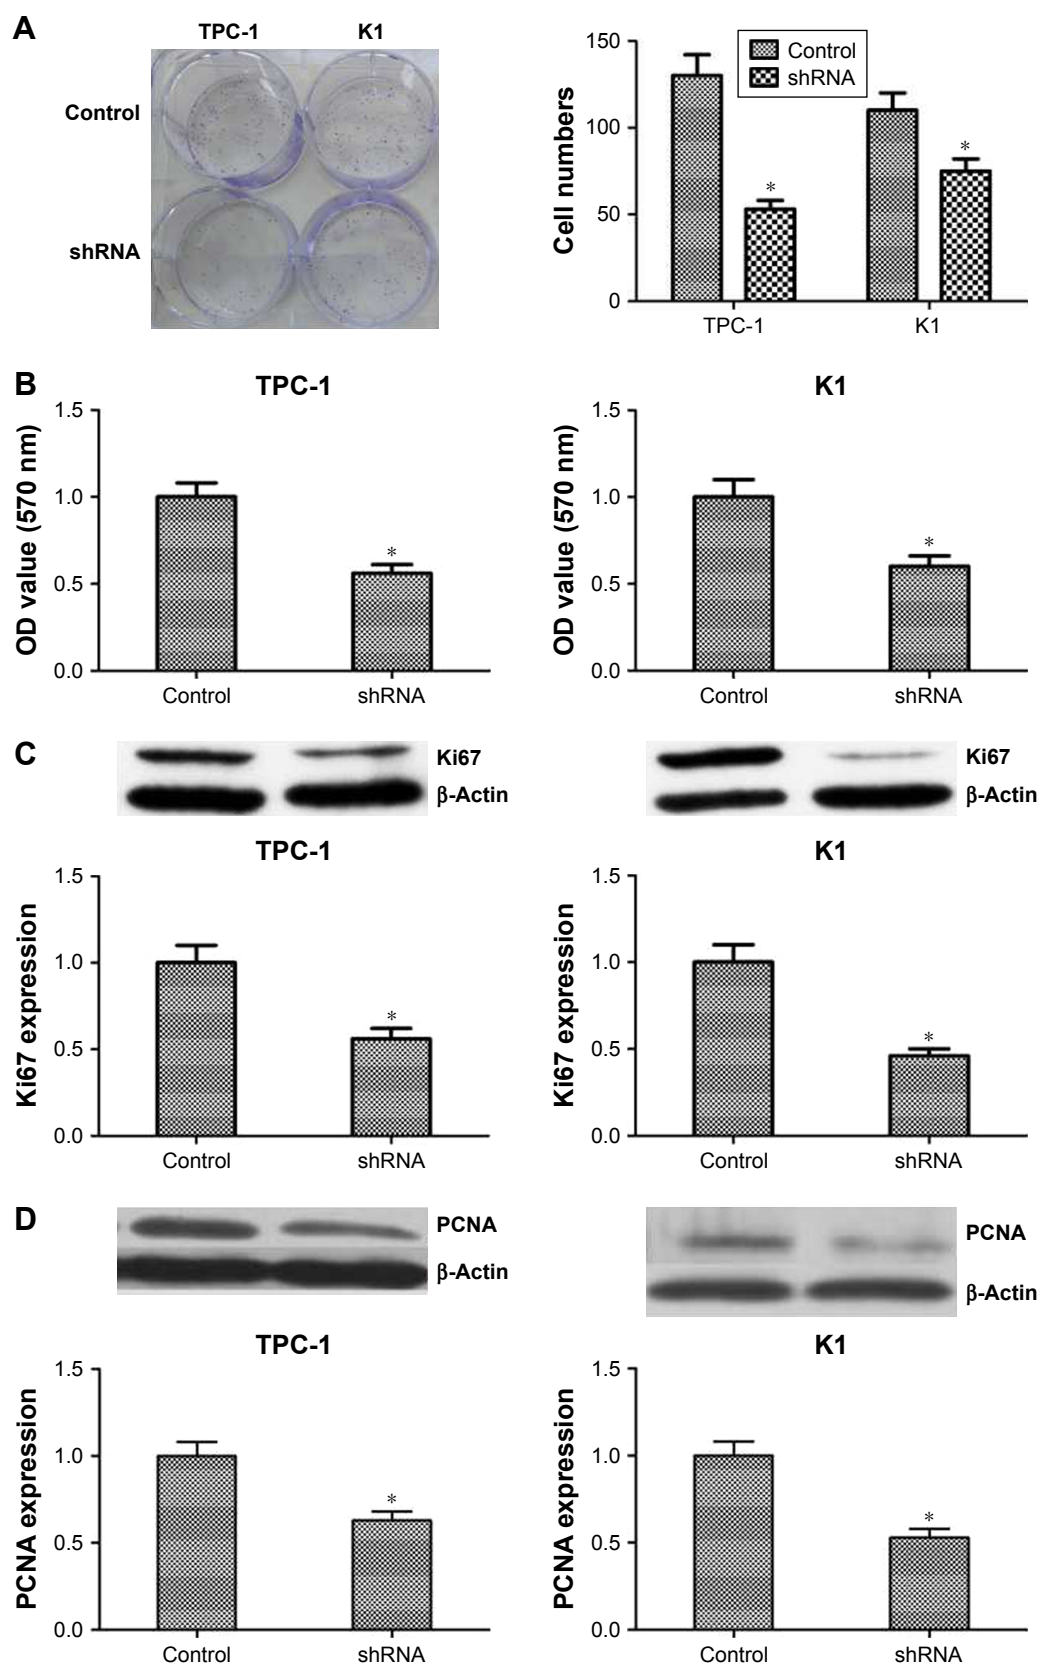 A
TPC-1 K1
Control
shRNA
Cell numbers
150
100
50
0
Control
shRNA
*
*
TPC-1 K1
B
TPC-1
OD value (570 nm)
1.5
1.0
0.5
0.0
*
Control shRNA
K1
OD value (570 nm)
1.5
1.0
0.5
0.0
*
Control shRNA
C
Ki67
β-Actin
TPC-1
Ki67 expression
1.5
1.0
0.5
0.0
*
Control shRNA
Ki67
β-Actin
K1
Ki67 expression
1.5
1.0
0.5
0.0
*
Control shRNA
D
PCNA
β-Actin
TPC-1
PCNA expression
1.5
1.0
0.5
0.0
*
Control shRNA
PCNA
β-Actin
K1
PCNA expression
1.5
1.0
0.5
0.0
*
Control shRNA